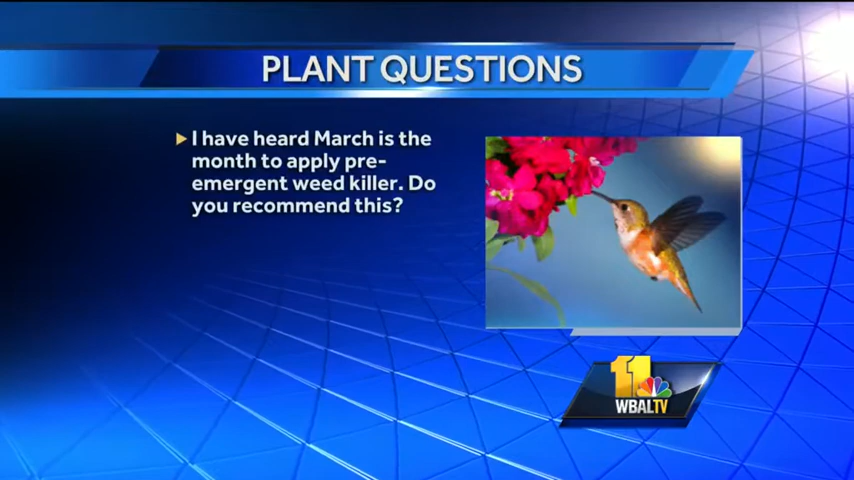 PLANT QUESTIONS
I have heard March is the
month to apply pre-
emergent weed killer. Do
you recommend this?
11
WBALTV